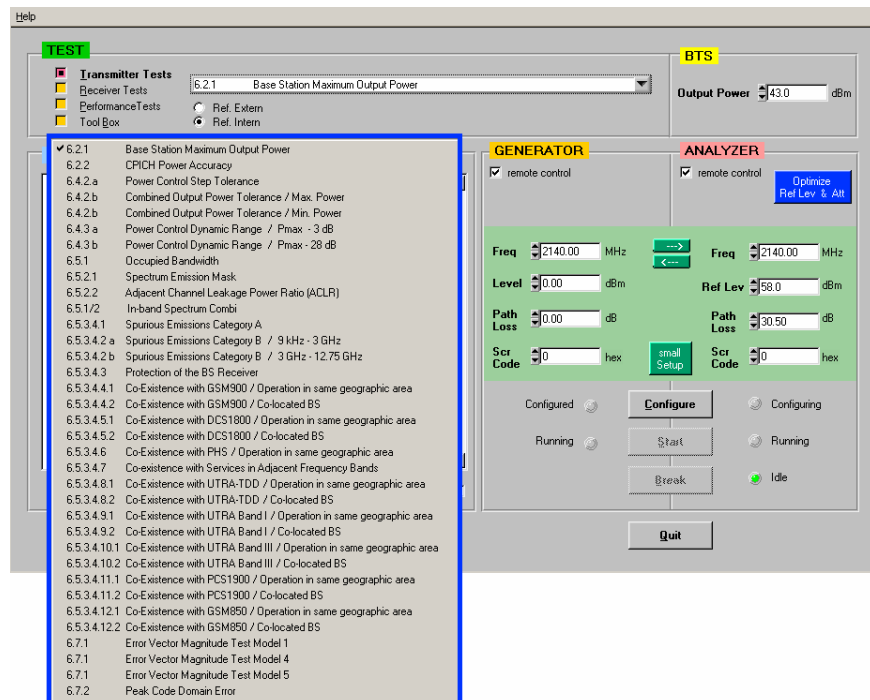 Help
TEST
Transmitter Tests
Receiver Tests
PerformanceTests
Tool Box
6.2.1 Base Station Maximum Output Power
Ref. Extern
Ref. Intern
BTS
Output Power 43.0 dBm
6.2.1 Base Station Maximum Output Power
6.2.2 CPICH Power Accuracy
6.4.2.a Power Control Step Tolerance
6.4.2.b Combined Output Power Tolerance / Max. Power
6.4.2.b Combined Output Power Tolerance / Min. Power
6.4.3 a Power Control Dynamic Range / Pmax - 3 dB
6.4.3 b Power Control Dynamic Range / Pmax - 28 dB
6.5.1 Occupied Bandwidth
6.5.2.1 Spectrum Emission Mask
6.5.2.2 Adjacent Channel Leakage Power Ratio (ACLR)
6.5.1/2 In-band Spectrum Combi
6.5.3.4.1 Spurious Emissions Category A
6.5.3.4.2 a Spurious Emissions Category B / 9 kHz - 3 GHz
6.5.3.4.2 b Spurious Emissions Category B / 3 GHz - 12.75 GHz
6.5.3.4.3 Protection of the BS Receiver
6.5.3.4.4.1 Co-Existence with GSM900 / Operation in same geographic area
6.5.3.4.4.2 Co-Existence with GSM900 / Co-located BS
6.5.3.4.5.1 Co-Existence with DCS1800 / Operation in same geographic area
6.5.3.4.5.2 Co-Existence with DCS1800 / Co-located BS
6.5.3.4.6 Co-Existence with PHS / Operation in same geographic area
6.5.3.4.7 Co-existence with Services in Adjacent Frequency Bands
6.5.3.4.8.1 Co-Existence with UTRA-TDD / Operation in same geographic area
6.5.3.4.8.2 Co-Existence with UTRA-TDD / Co-located BS
6.5.3.4.9.1 Co-Existence with UTRA Band I / Operation in same geographic area
6.5.3.4.9.2 Co-Existence with UTRA Band I / Co-located BS
6.5.3.4.10.1 Co-Existence with UTRA Band III / Operation in same geographic area
6.5.3.4.10.2 Co-Existence with UTRA Band III / Co-located BS
6.5.3.4.11.1 Co-Existence with PCS1900 / Operation in same geographic area
6.5.3.4.11.2 Co-Existence with PCS1900 / Co-located BS
6.5.3.4.12.1 Co-Existence with GSM850 / Operation in same geographic area
6.5.3.4.12.2 Co-Existence with GSM850 / Co-located BS
6.7.1 Error Vector Magnitude Test Model 1
6.7.1 Error Vector Magnitude Test Model 4
6.7.1 Error Vector Magnitude Test Model 5
6.7.2 Peak Code Domain Error
GENERATOR
remote control
ANALYZER
remote control
Optimize
Ref Lev & Att
Freq 2140.00 MHz
--->
<---
Freq 2140.00 MHz
Level 0.00 dBm
Ref Lev 58.0 dBm
Path Loss 0.00 dB
Path Loss 30.50 dB
Scr Code 0 hex
small Setup
Scr Code 0 hex
Configured
Configure
Configuring
Running
Start
Running
Break
Idle
Quit